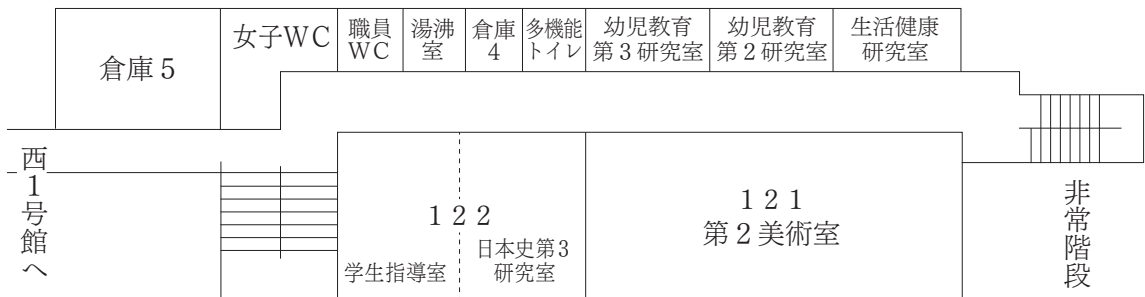 倉庫5
女子WC
職員
WC
湯沸
室
倉庫
4
多機能
トイレ
幼児教育
第3研究室
幼児教育
第2研究室
生活健康
研究室
西1号館へ
122
学生指導室
日本史第3
研究室
121
第2美術室
非常階段